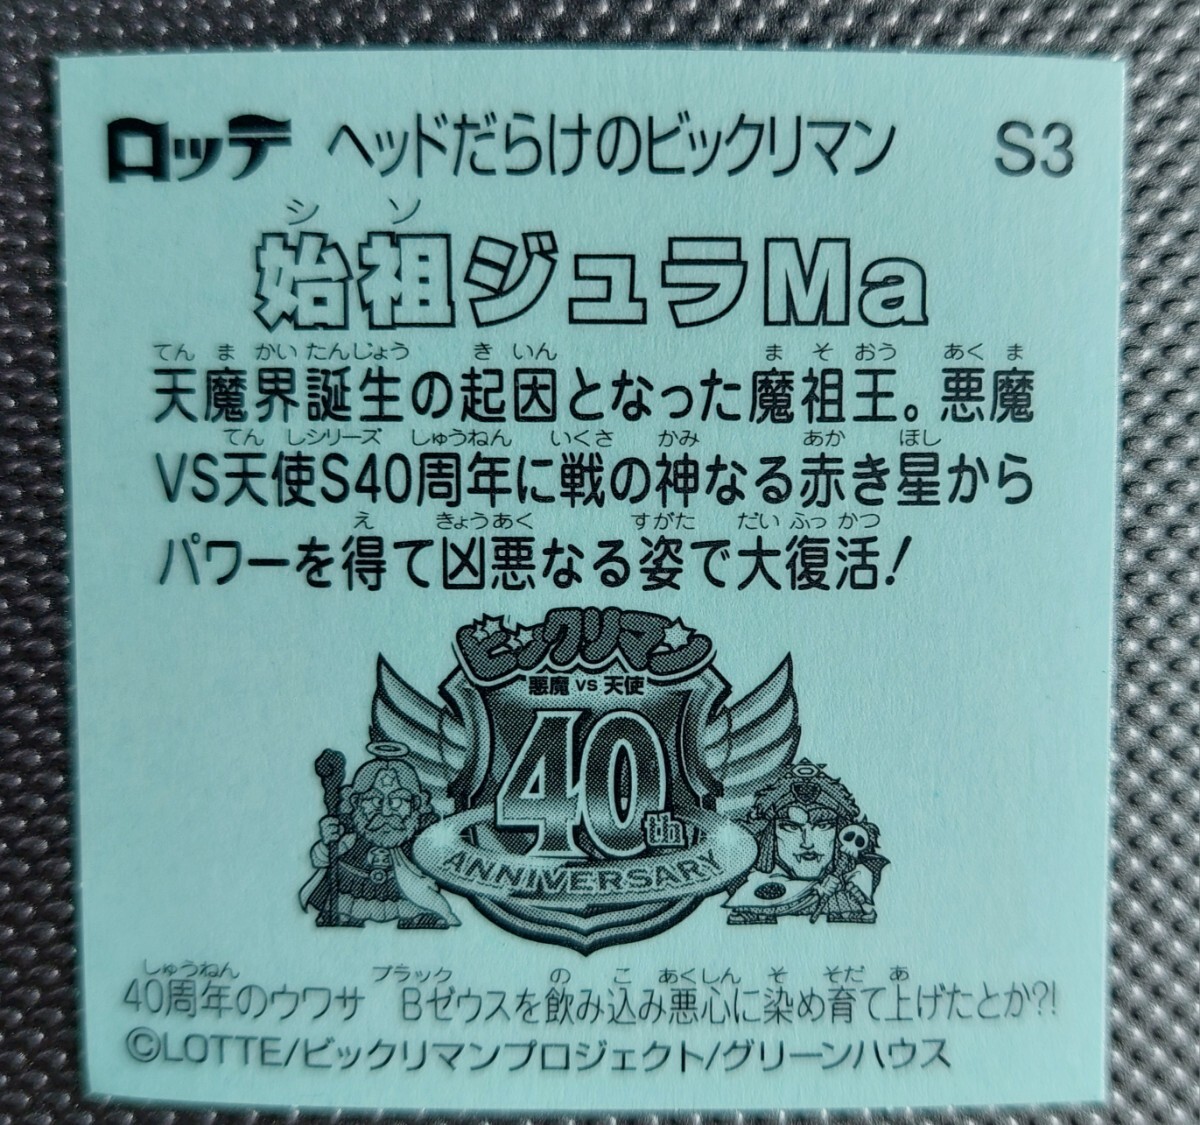 ロッテ ヘッドだらけのビックリマン S3
シソ
始祖ジュラMa
てんまかいたんじょう きいん まそおう あくま
天魔界誕生の起因となった魔祖王。悪魔
てんしシリーズ しゅうねん いくさ かみ あか ほし
VS天使S40周年に戦の神なる赤き星から
え きょうあく すがた だいふっかつ
パワーを得て凶悪なる姿で大復活!
ビックリマン
悪魔 VS 天使
40th
ANNIVERSARY
しゅうねん ブラック のこ あくしん そ そだ あ
40周年のウワサ Bゼウスを飲み込み悪心に染め育て上げたとか?!
©LOTTE/ビックリマンプロジェクト/グリーンハウス